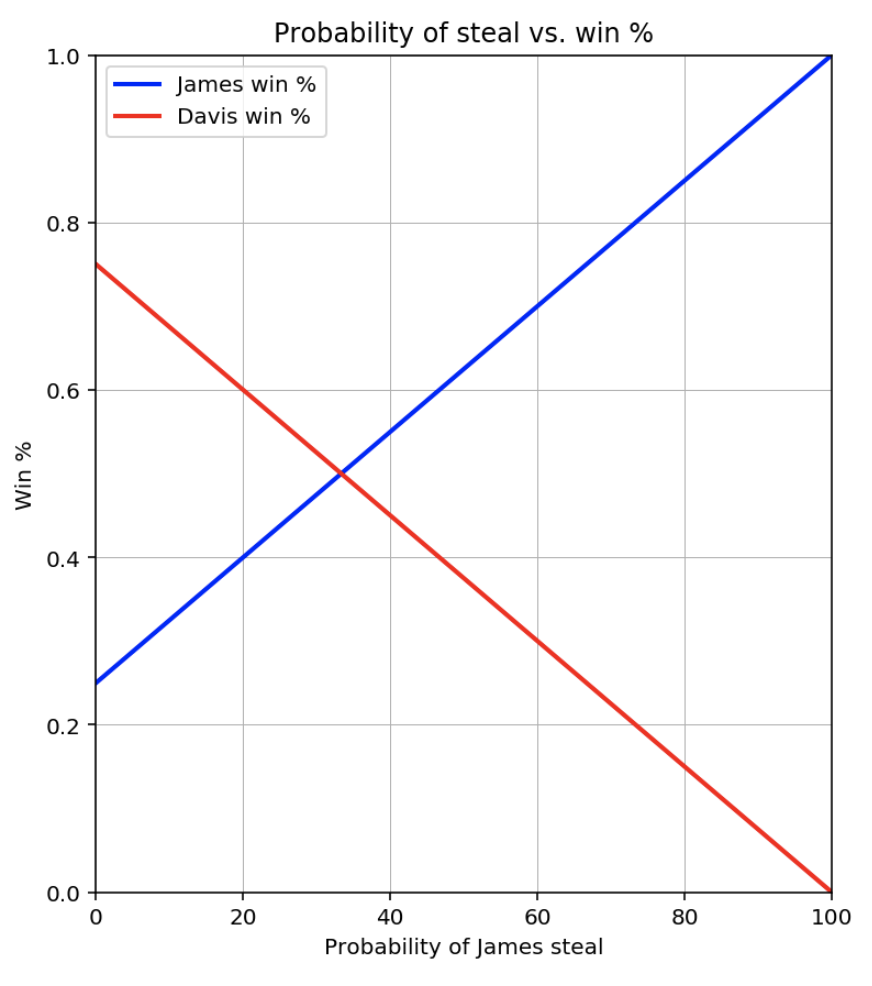 Probability of steal vs. win %
James win %
Davis win %
1.0
0.8
0.6
0.4
0.2
0.0
Win %
0 20 40 60 80 100
Probability of James steal